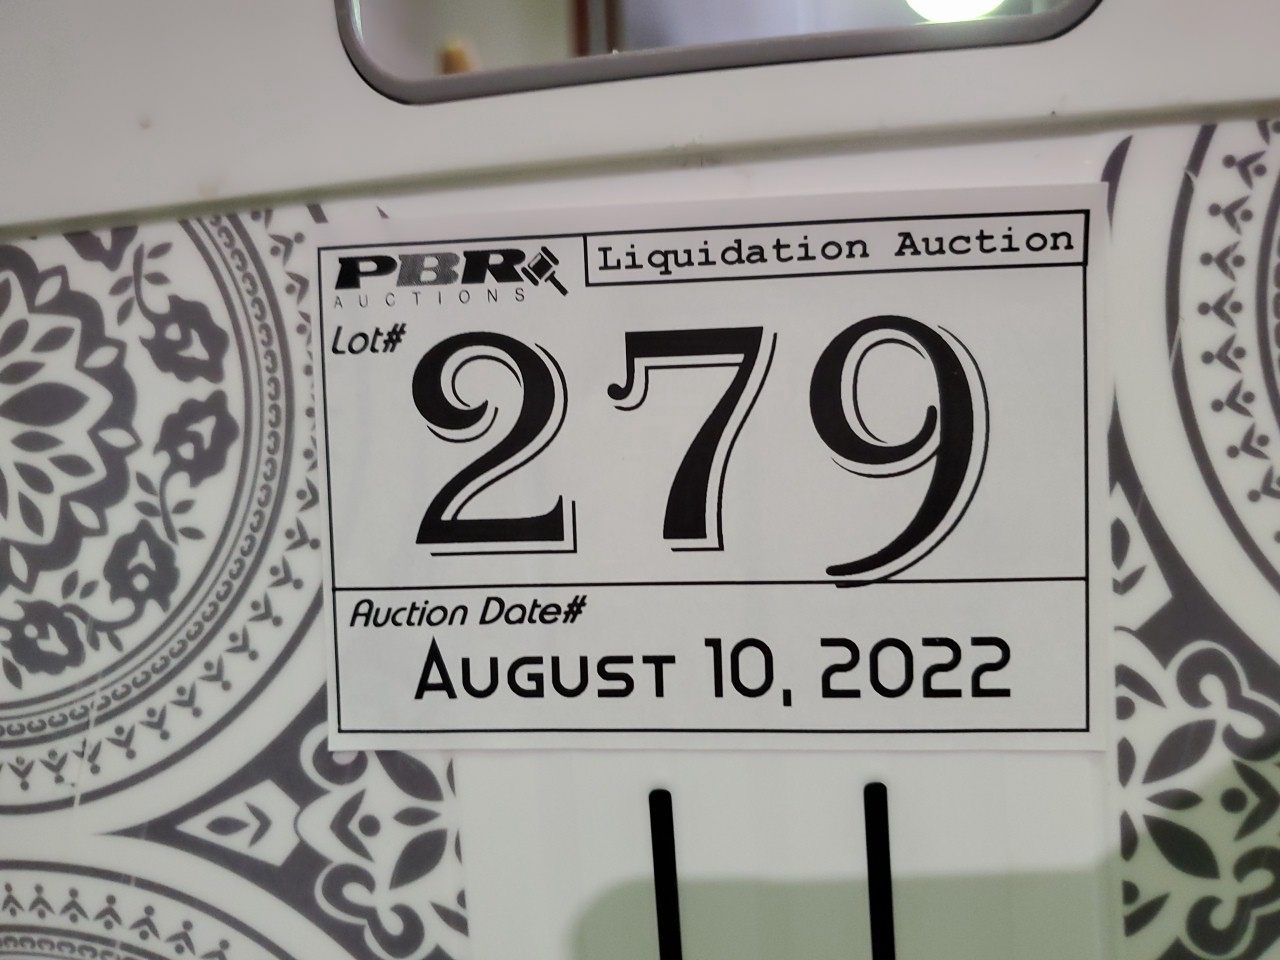 PBR
AUCTIONS
Liquidation Auction
Lot#
279
Auction Date#
August 10, 2022